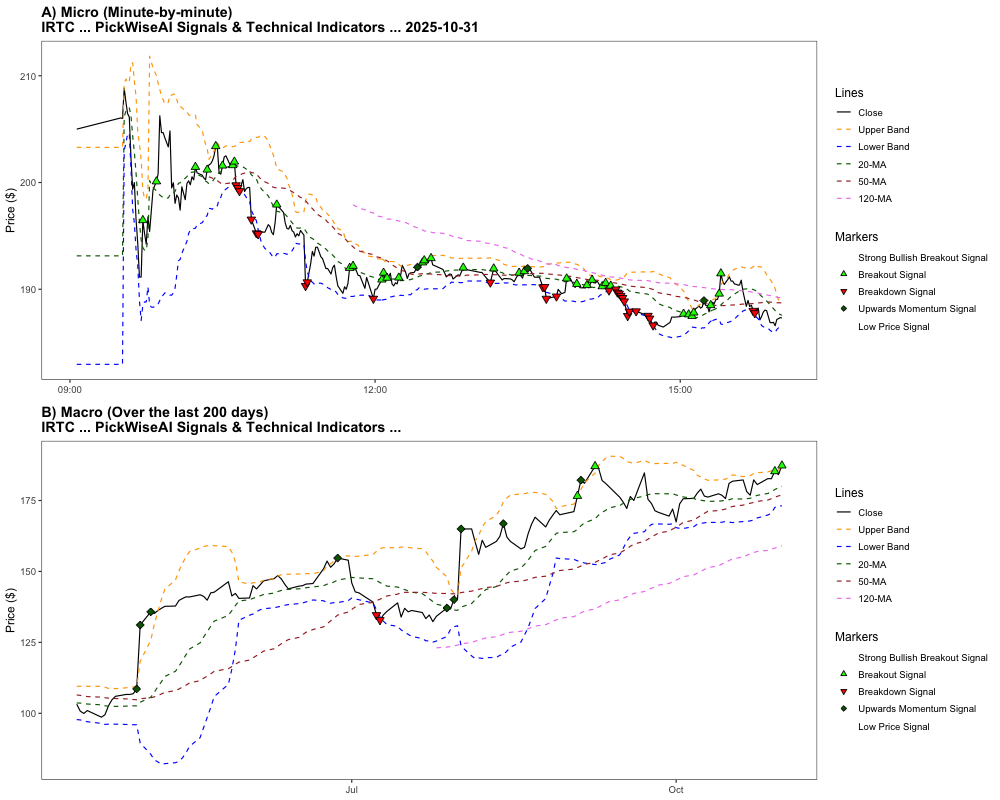 A) Micro (Minute-by-minute)
IRTC ... PickWiseAI Signals & Technical Indicators ... 2025-10-31
Price ($)
210
200
190
09:00
12:00
15:00
Lines
Close
Upper Band
Lower Band
20-MA
50-MA
120-MA
Markers
Strong Bullish Breakout Signal
Breakout Signal
Breakdown Signal
Upwards Momentum Signal
Low Price Signal
B) Macro (Over the last 200 days)
IRTC ... PickWiseAI Signals & Technical Indicators ...
Price ($)
175
150
125
100
Jul
Oct
Lines
Close
Upper Band
Lower Band
20-MA
50-MA
120-MA
Markers
Strong Bullish Breakout Signal
Breakout Signal
Breakdown Signal
Upwards Momentum Signal
Low Price Signal